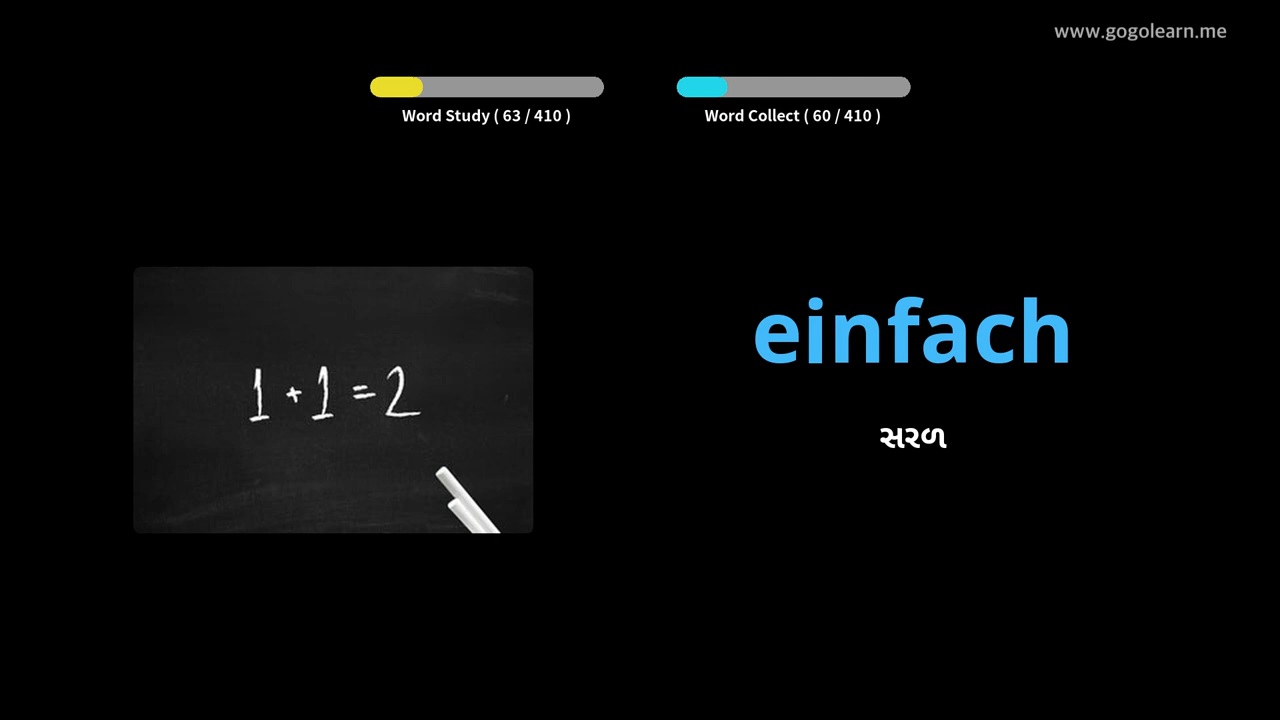 www.gogolearn.me
Word Study ( 63 / 410 )
Word Collect ( 60 / 410 )
1 + 1 = 2
einfach
સરળ